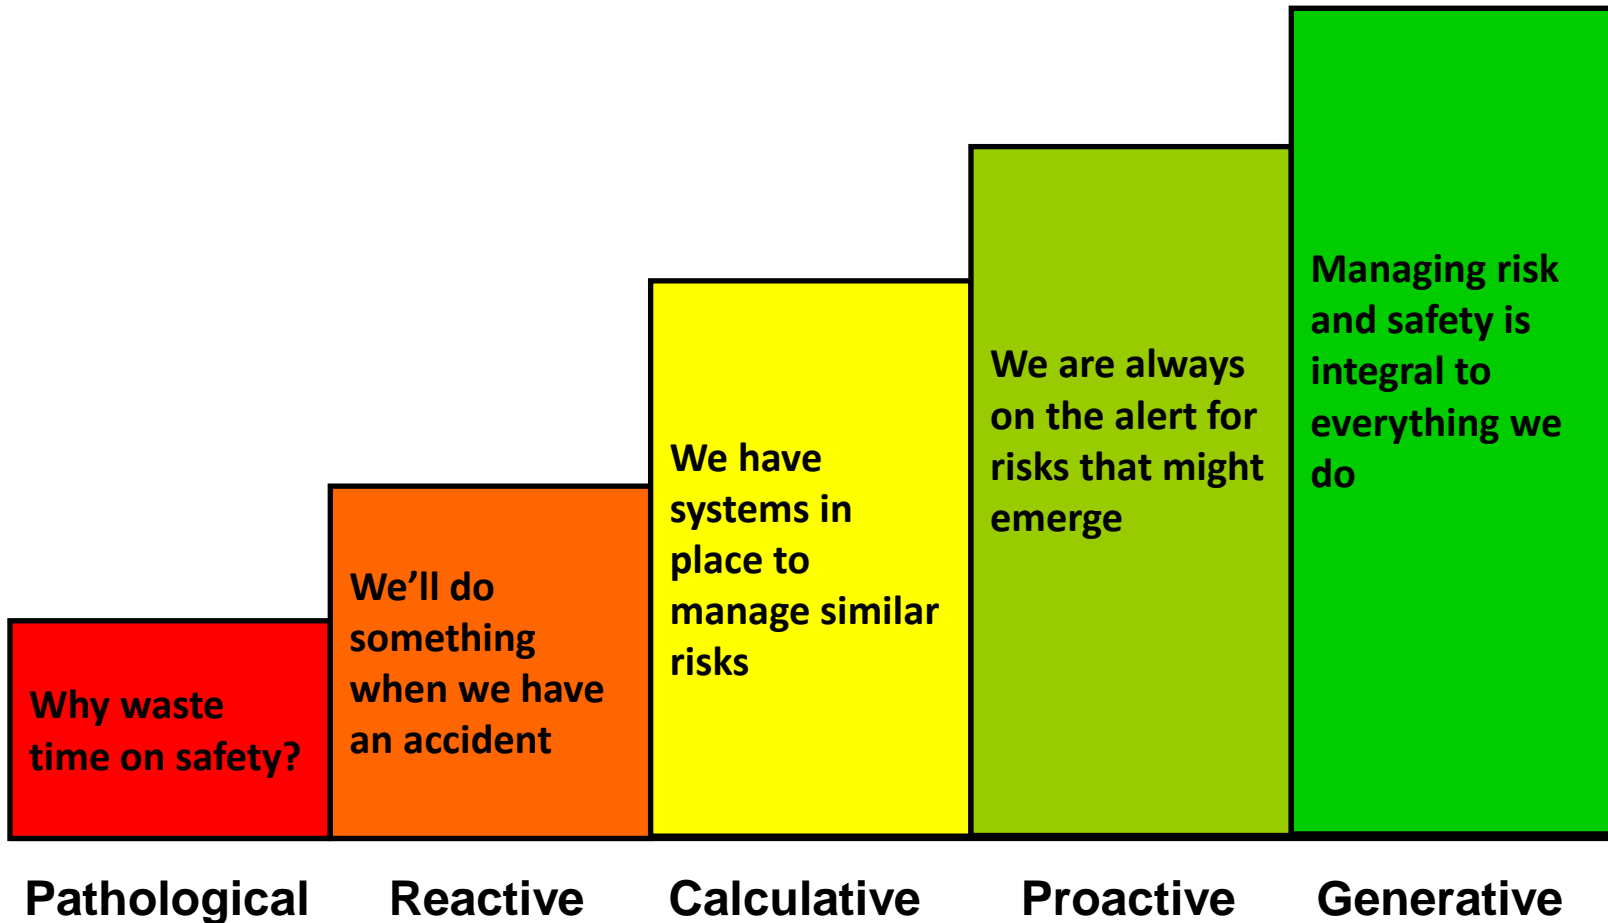 Why waste
time on safety?
We'll do
something
when we have
an accident
We have
systems in
place to
manage similar
risks
We are always
on the alert for
risks that might
emerge
Managing risk
and safety is
integral to
everything we
do
Pathological
Reactive
Calculative
Proactive
Generative